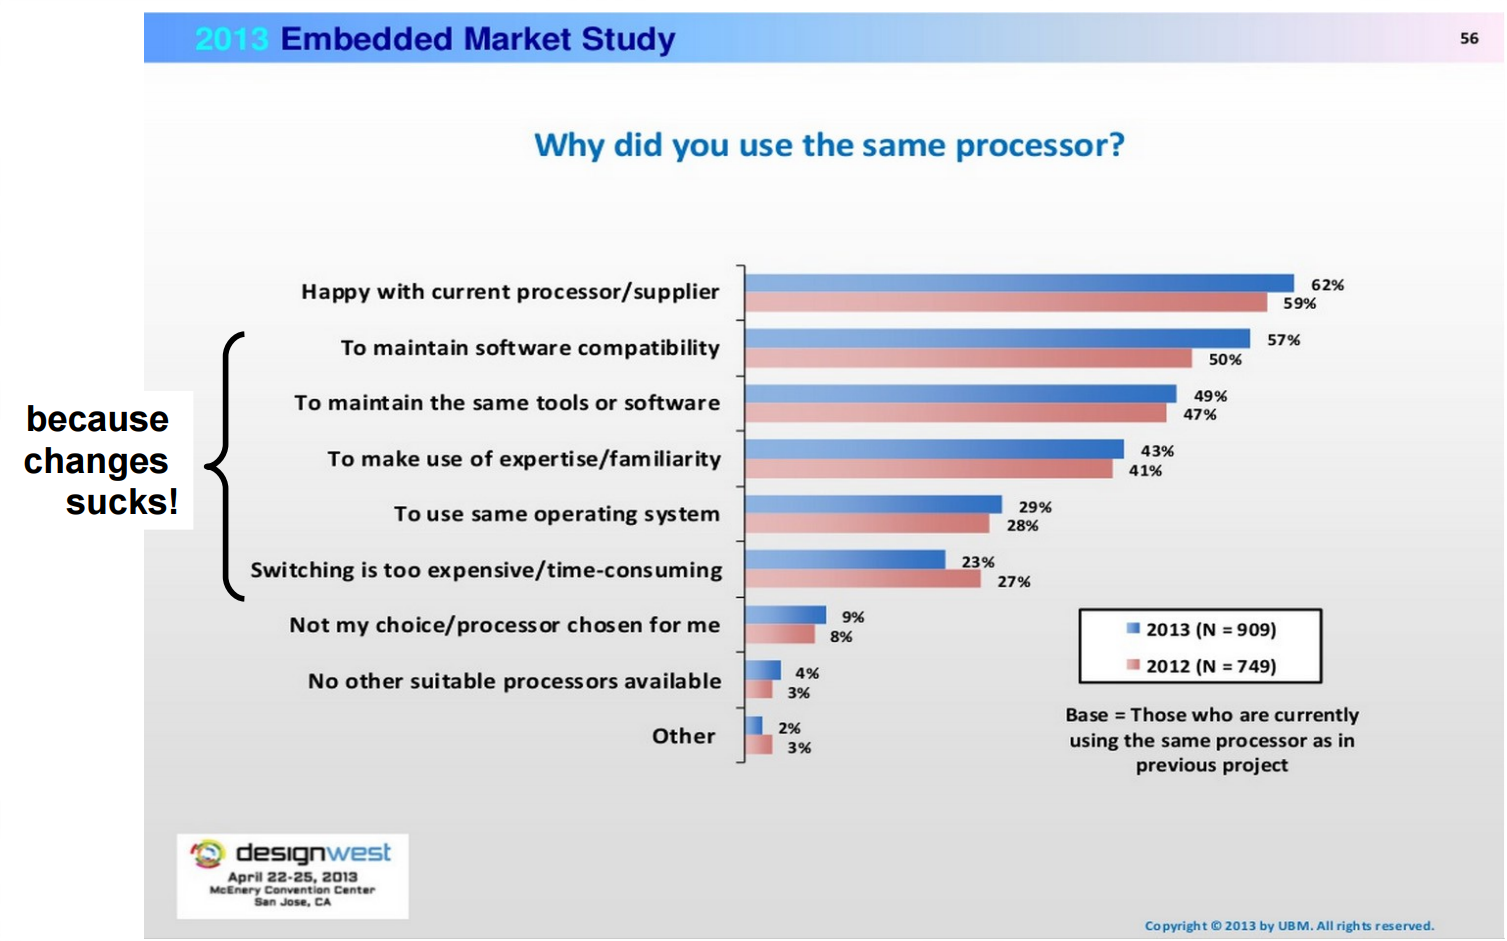 2013 Embedded Market Study
56
Why did you use the same processor?
Happy with current processor/supplier
62%
59%
To maintain software compatibility
57%
50%
To maintain the same tools or software
49%
47%
To make use of expertise/familiarity
43%
41%
To use same operating system
29%
28%
Switching is too expensive/time-consuming
23%
27%
Not my choice/processor chosen for me
9%
8%
No other suitable processors available
4%
3%
Other
2%
3%
because
changes
sucks!
2013 (N = 909)
2012 (N = 749)
Base = Those who are currently
using the same processor as in
previous project
designwest
April 22-25, 2013
McEnery Convention Center
San Jose, CA
Copyright © 2013 by UBM. All rights reserved.